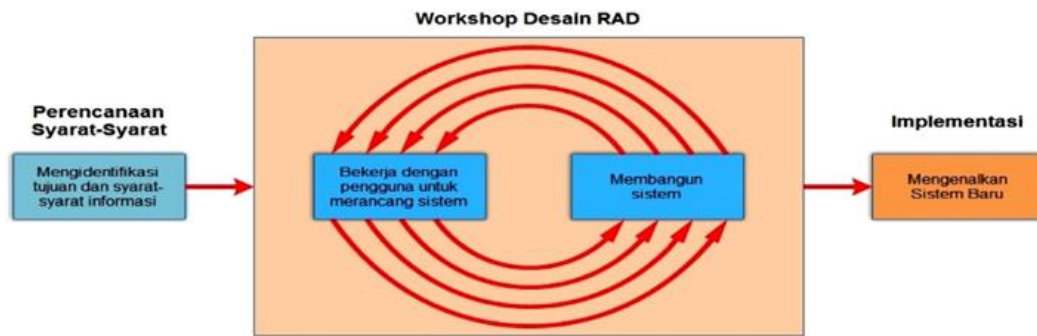 Workshop Desain RAD
Perencanaan
Syarat-Syarat
Mengidentifikasi
tujuan dan syarat-
syarat informasi
Bekerja dengan
pengguna untuk
merancang sistem
Membangun
sistem
Implementasi
Mengenalkan
Sistem Baru